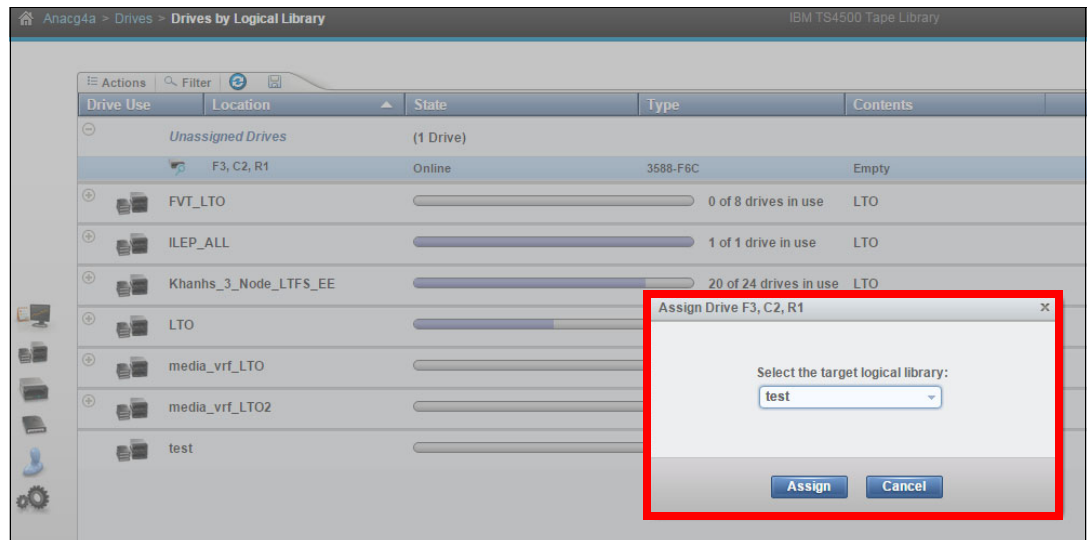 Anacg4a > Drives > Drives by Logical Library IBM TS4500 Tape Library
Actions Filter
Drive Use Location State Type Contents
Unassigned Drives (1 Drive)
F3, C2, R1 Online 3588-F6C Empty
FVT_LTO 0 of 8 drives in use LTO
ILEP_ALL 1 of 1 drive in use LTO
Khanhs_3_Node_LTFS_EE 20 of 24 drives in use LTO
Assign Drive F3, C2, R1 x
LTO
Select the target logical library:
media_vrf_LTO
test
media_vrf_LTO2
test
Assign Cancel